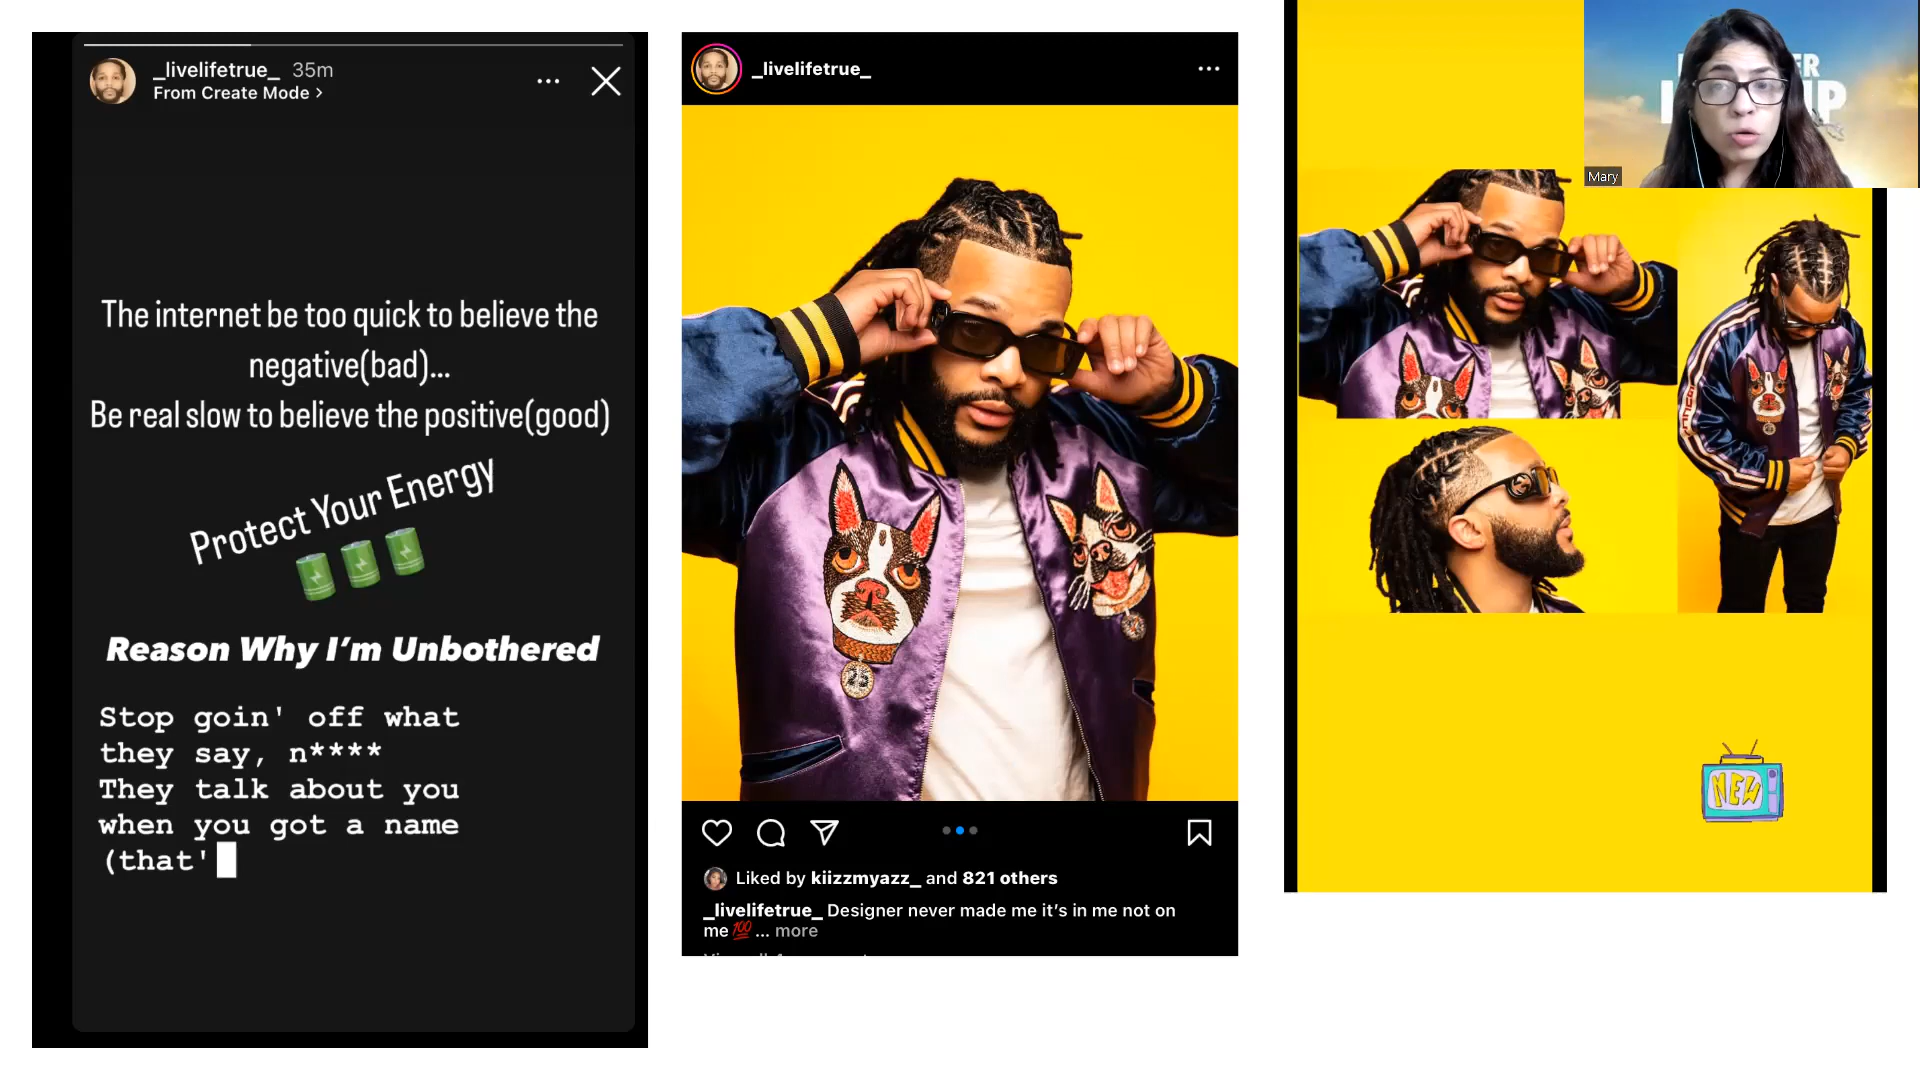 _livelifetrue_ 35m
From Create Mode >
The internet be too quick to believe the
negative(bad)...
Be real slow to believe the positive(good)
Protect Your Energy
Reason Why I'm Unbothered
Stop goin' off what
they say, n****
They talk about you
when you got a name
(that'
_livelifetrue_
Liked by kiizzmyazz_ and 821 others
_livelifetrue_ Designer never made me it's in me not on
me💯 ... more
Mary
NEW